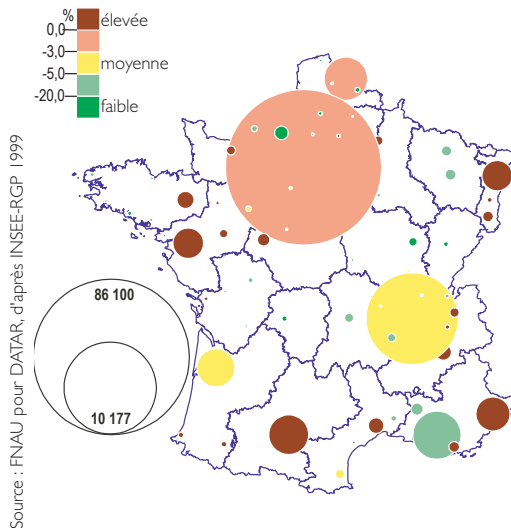 %
élevée
0,0
-3,0
moyenne
-5,0
-20,0
faible
86 100
10 177
Source : FNAU pour DATAR, d'après INSEE-RGP 1999